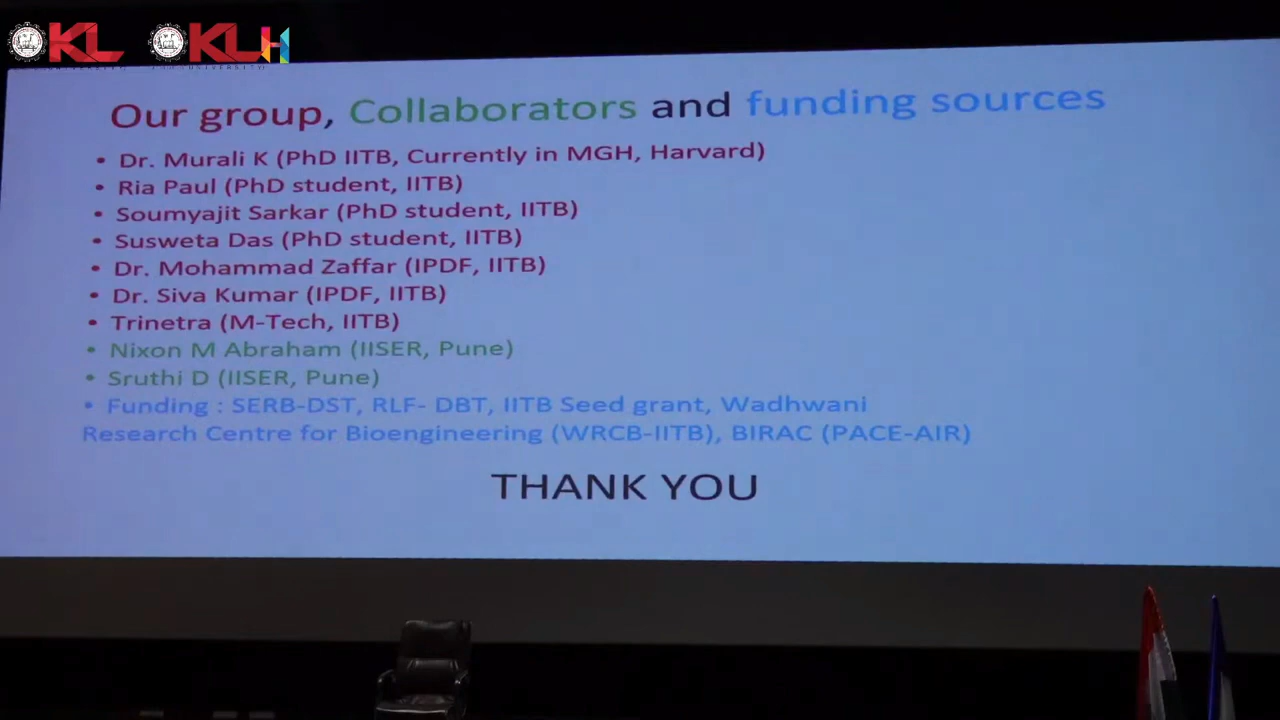 KL KLH
Our group, Collaborators and funding sources
• Dr. Murali K (PhD IITB, Currently in MGH, Harvard)
• Ria Paul (PhD student, IITB)
• Soumyajit Sarkar (PhD student, IITB)
• Susweta Das (PhD student, IITB)
• Dr. Mohammad Zaffar (IPDF, IITB)
• Dr. Siva Kumar (IPDF, IITB)
• Trinetra (M-Tech, IITB)
• Nixon M Abraham (IISER, Pune)
• Sruthi D (IISER, Pune)
• Funding : SERB-DST, RLF- DBT, IITB Seed grant, Wadhwani
Research Centre for Bioengineering (WRCB-IITB), BIRAC (PACE-AIR)
THANK YOU